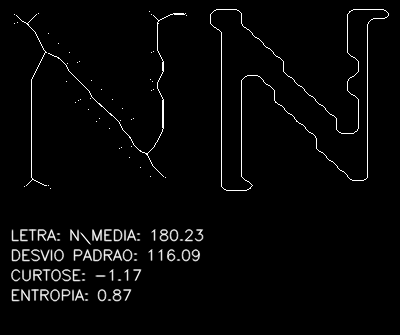 N N
LETRA: N\MEDIA: 180.23
DESVIO PADRAO: 116.09
CURTOSE: -1.17
ENTROPIA: 0.87